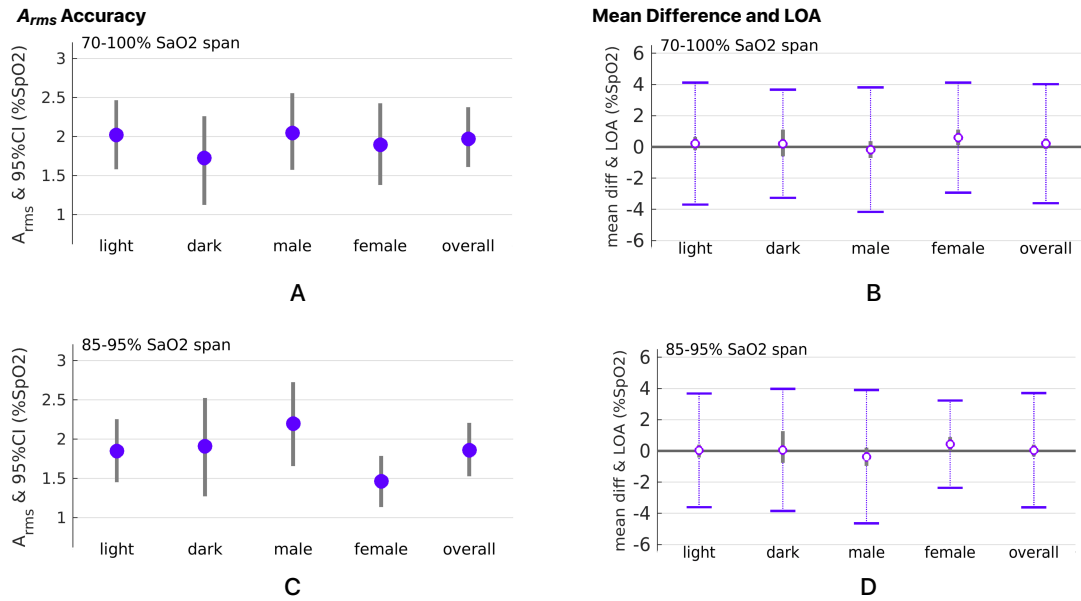 Arms Accuracy
70-100% SaO2 span
Arms & 95%CI (%SpO2)
3
2.5
2
1.5
1
light dark male female overall
A
Mean Difference and LOA
70-100% SaO2 span
mean diff & LOA (%SpO2)
6
4
2
0
-2
-4
-6
light dark male female overall
B
85-95% SaO2 span
Arms & 95%CI (%SpO2)
3
2.5
2
1.5
1
light dark male female overall
C
85-95% SaO2 span
mean diff & LOA (%SpO2)
6
4
2
0
-2
-4
-6
light dark male female overall
D